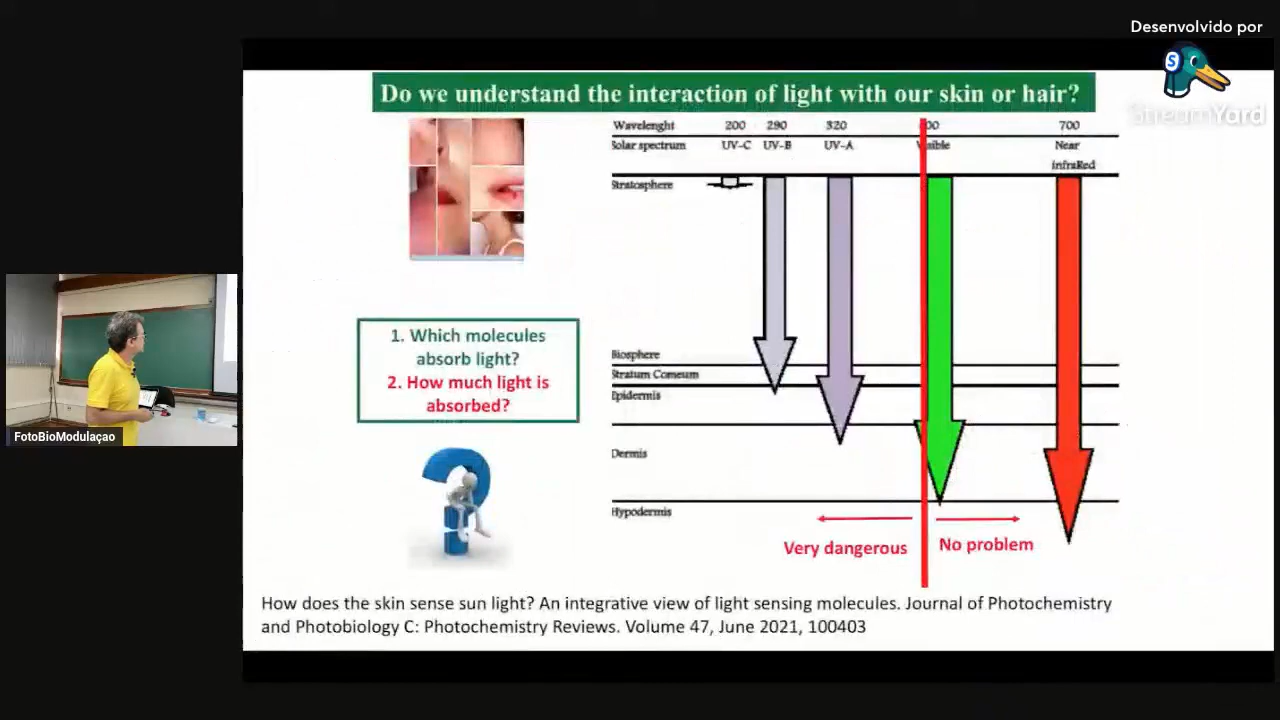 Desenvolvido por
StreamYard
Do we understand the interaction of light with our skin or hair?
Wavelenght 200 290 320 700
Solar spectrum UV-C UV-B UV-A Near
infraRed
Stratosphere
1. Which molecules
absorb light?
2. How much light is
absorbed?
Biosphere
Stratum Corneum
Epidermis
Dermis
Hypodermis
Very dangerous
No problem
FotoBioModulaçao
How does the skin sense sun light? An integrative view of light sensing molecules. Journal of Photochemistry
and Photobiology C: Photochemistry Reviews. Volume 47, June 2021, 100403